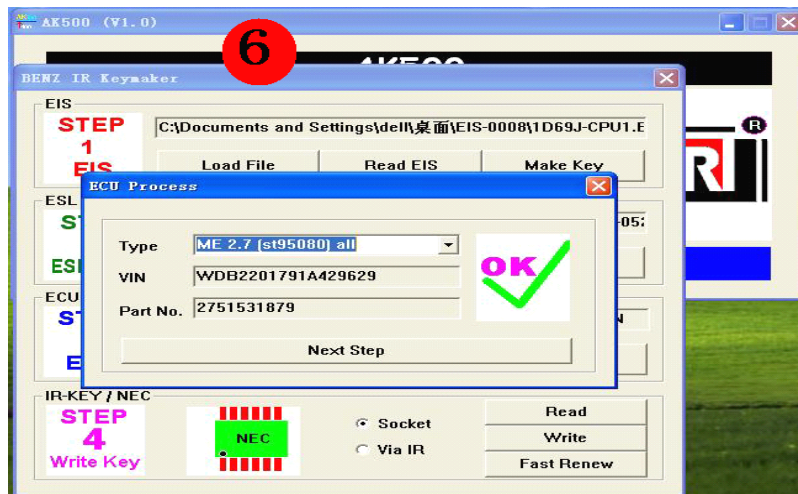 AK500 (V1.0)
6
BENZ IR Keymaker
EIS
STEP
1
EIS
C:\Documents and Settings\dell\桌面\EIS-0008\1D69J-CPU1.E
Load File
Read EIS
Make Key
R
®
ECU Process
ESL
Type
ME 2.7 (st95080) all
VIN
WDB2201791A429629
Part No.
2751531879
OK
Next Step
ECU
IR-KEY / NEC
STEP
4
Write Key
NEC
Socket
Via IR
Read
Write
Fast Renew